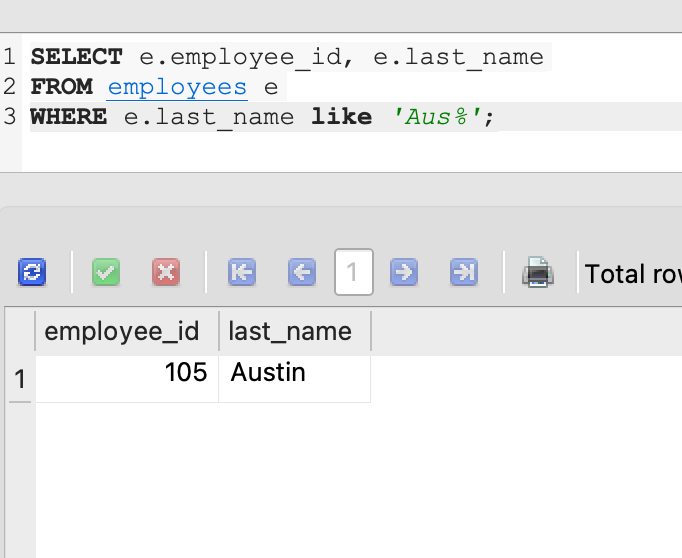 1 SELECT e.employee_id, e.last_name
2 FROM employees e
3 WHERE e.last_name like 'Aus%';
1 Total
employee_id last_name
1 105 Austin